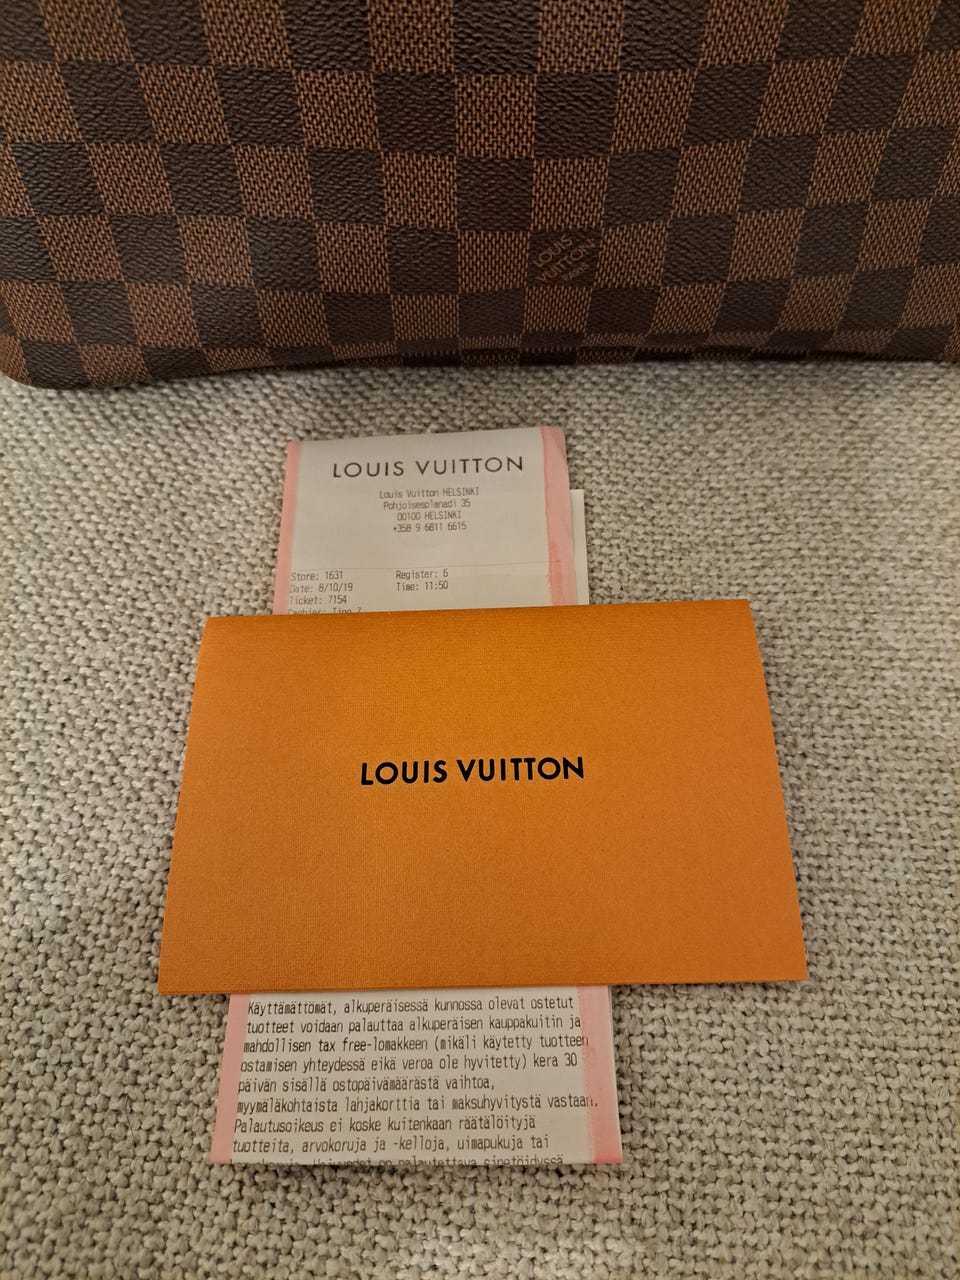 LOUIS
VUITTON
PARIS
LOUIS VUITTON
Louis Vuitton HELSINKI
Pohjoisesplanadi 35
00100 HELSINKI
+358 9 6811 6615
Store: 1631 Register: 6
Date: 8/10/19 Time: 11:50
Ticket: 7154
LOUIS VUITTON
Käyttämättömät, alkuperäisessä kunnossa olevat ostetut
tuotteet voidaan palauttaa alkuperäisen kauppakuitin ja
mahdollisen tax free-lomakkeen (mikäli käytetty tuotteen
ostamisen yhteydessä eikä veroa ole hyvitetty) kera 30
päivän sisällä ostopäivämäärästä vaihtoa,
myymäläkohtaista lahjakorttia tai maksuhyvitystä vastaan.
Palautusoikeus ei koske kuitenkaan räätälöityjä
tuotteita, arvokoruja ja -kelloja, uimapukuja tai
on palautettava